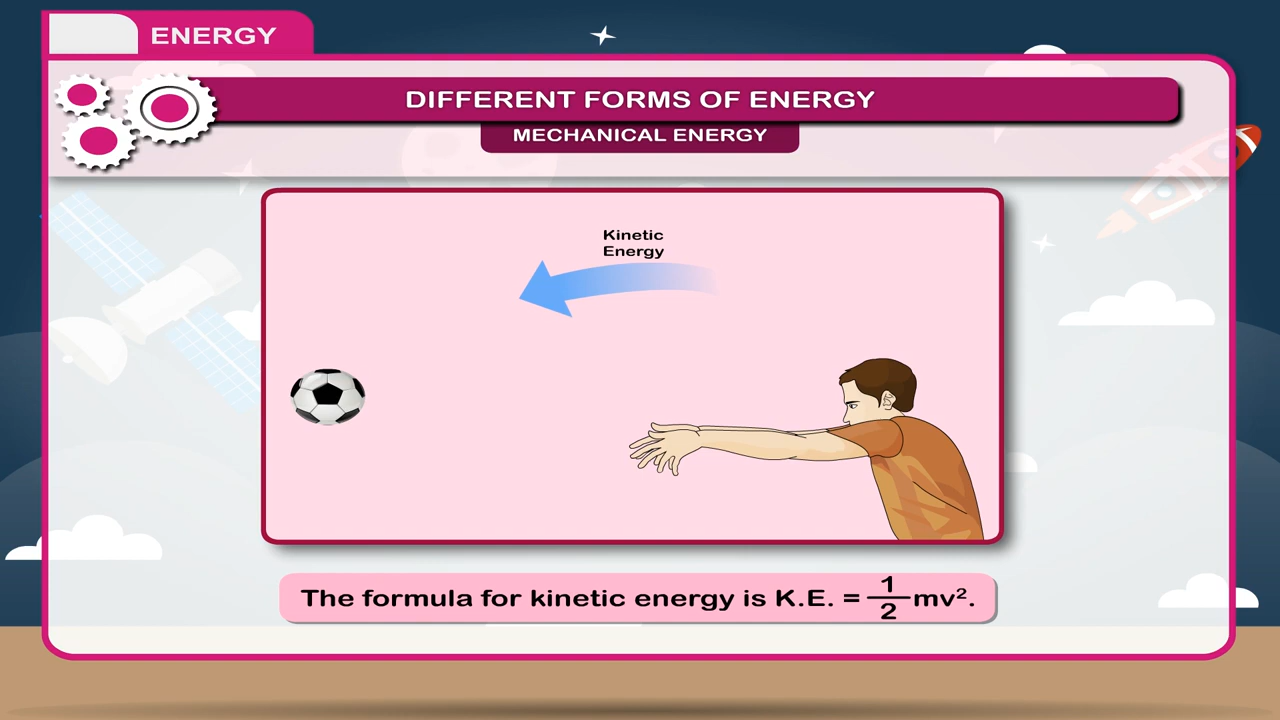 ENERGY
DIFFERENT FORMS OF ENERGY
MECHANICAL ENERGY
Kinetic
Energy
The formula for kinetic energy is K.E. = 1/2 mv².